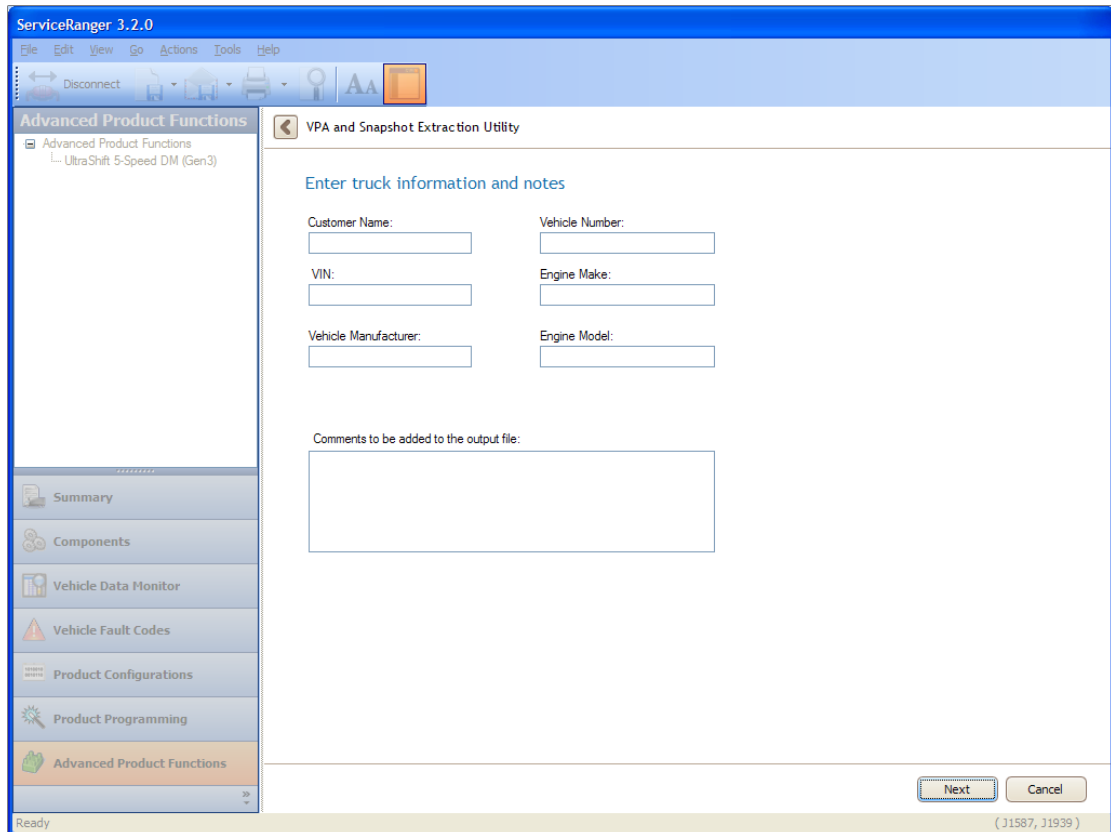 ServiceRanger 3.2.0
File Edit View Go Actions Tools Help
Disconnect AA
Advanced Product Functions
Advanced Product Functions
UltraShift 5-Speed DM (Gen3)
Summary
Components
Vehicle Data Monitor
Vehicle Fault Codes
Product Configurations
Product Programming
Advanced Product Functions
VPA and Snapshot Extraction Utility
Enter truck information and notes
Customer Name: Vehicle Number:
VIN: Engine Make:
Vehicle Manufacturer: Engine Model:
Comments to be added to the output file:
Next Cancel
Ready ( J1587, J1939 )